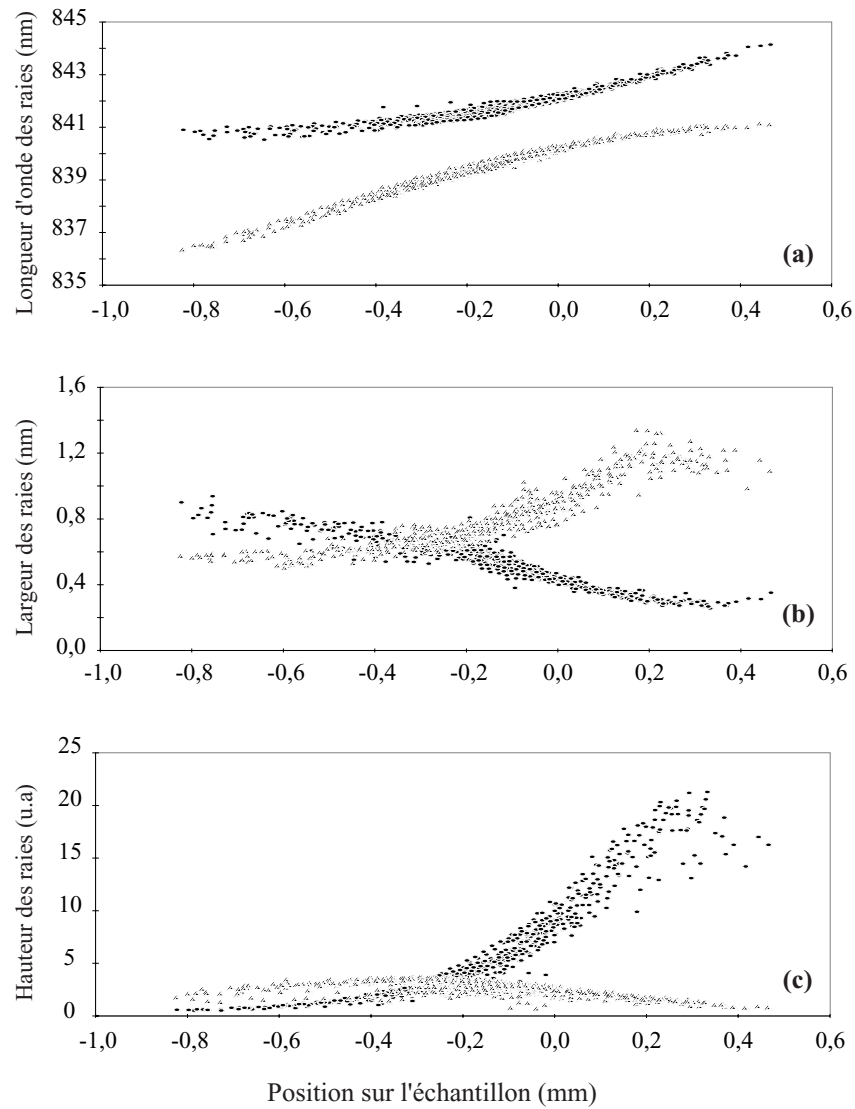 845
843
841
839
837
835
Longueur d'onde des raies (nm)
(a)
-1,0 -0,8 -0,6 -0,4 -0,2 0,0 0,2 0,4 0,6
1,6
1,2
0,8
0,4
0,0
Largeur des raies (nm)
(b)
-1,0 -0,8 -0,6 -0,4 -0,2 0,0 0,2 0,4 0,6
25
20
15
10
5
0
Hauteur des raies (u.a)
(c)
-1,0 -0,8 -0,6 -0,4 -0,2 0,0 0,2 0,4 0,6
Position sur l'échantillon (mm)